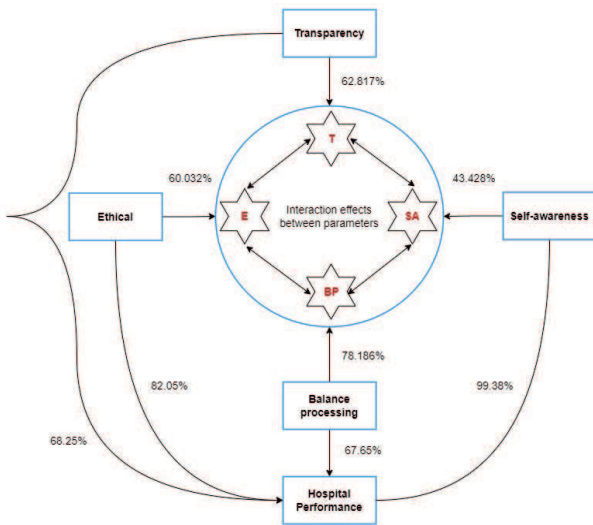 Transparency
62.817%
T
60.032%
43.428%
Ethical
E
Interaction effects
between parameters
SA
Self-awareness
BP
78.186%
82.05%
99.38%
Balance
processing
68.25%
67.65%
Hospital
Performance